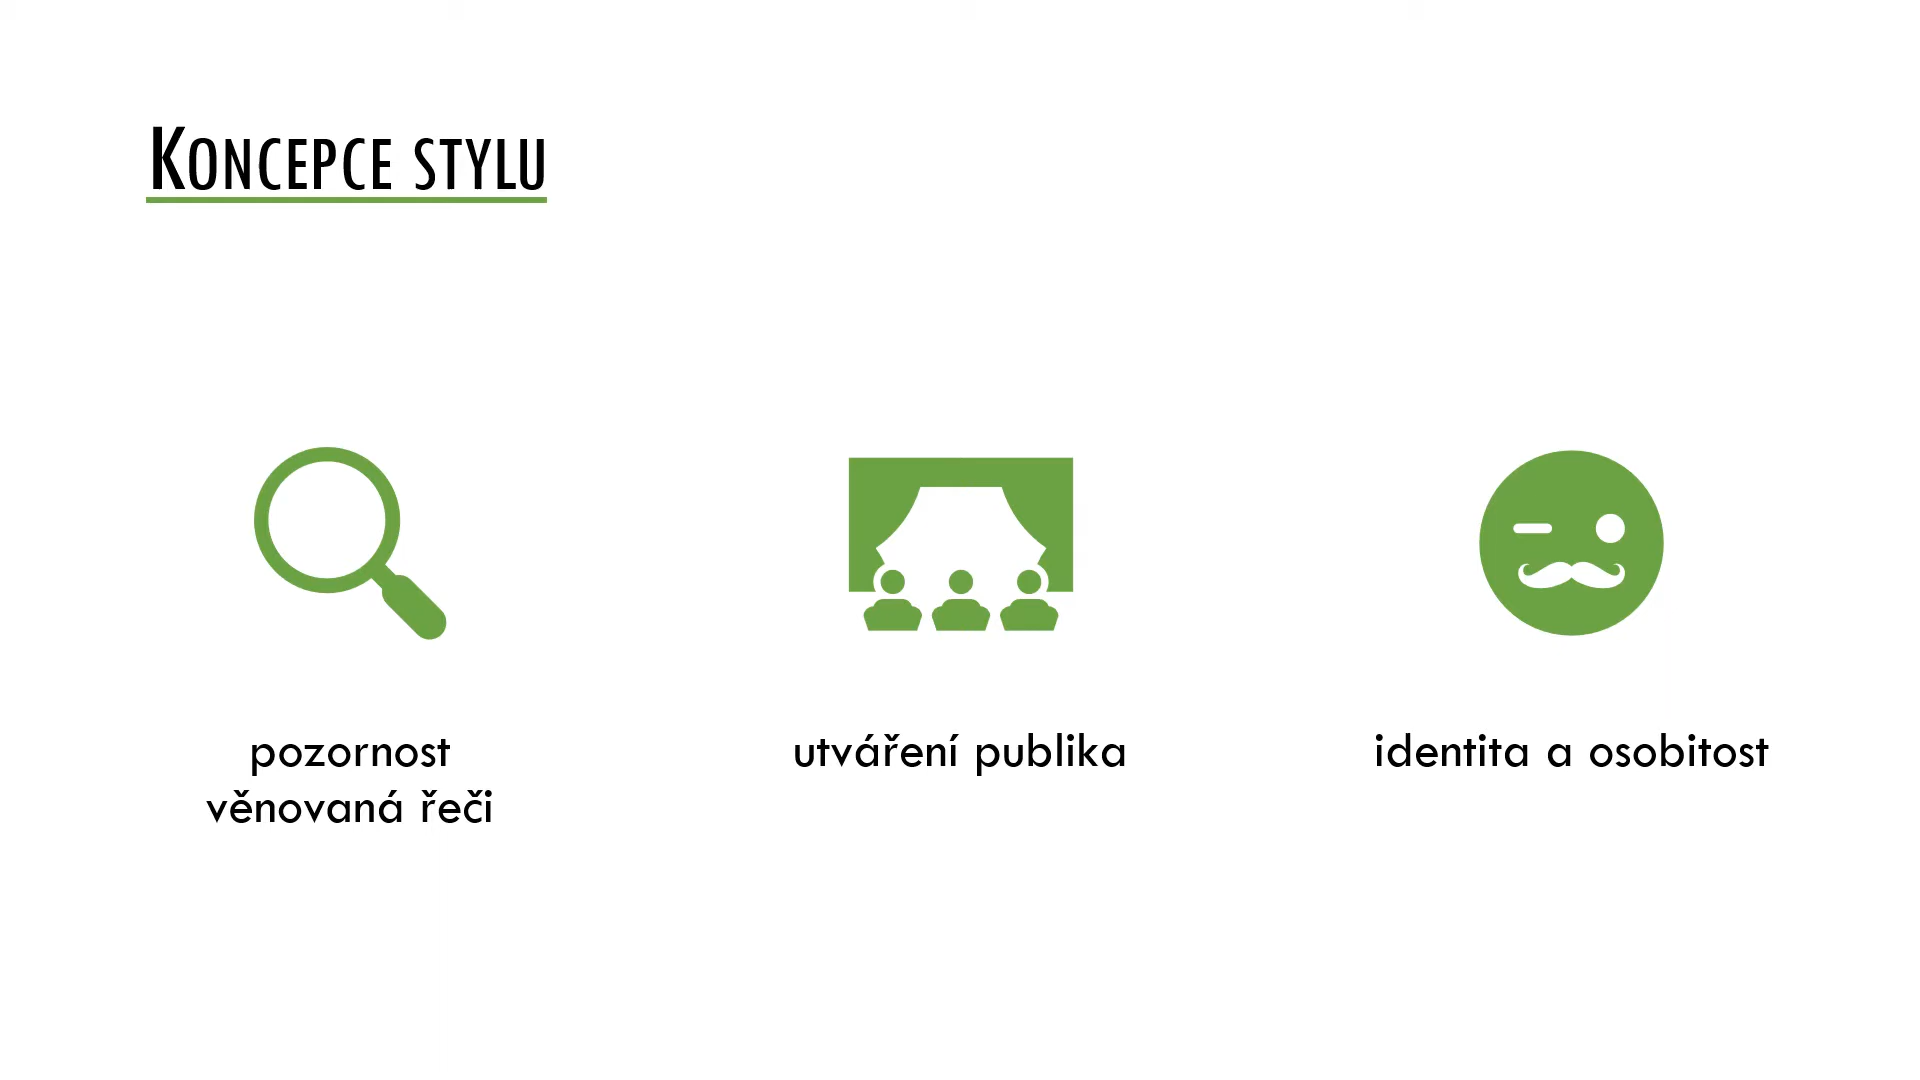 Koncepce stylu
pozornost
věnovaná řeči
utváření publika
identita a osobitost